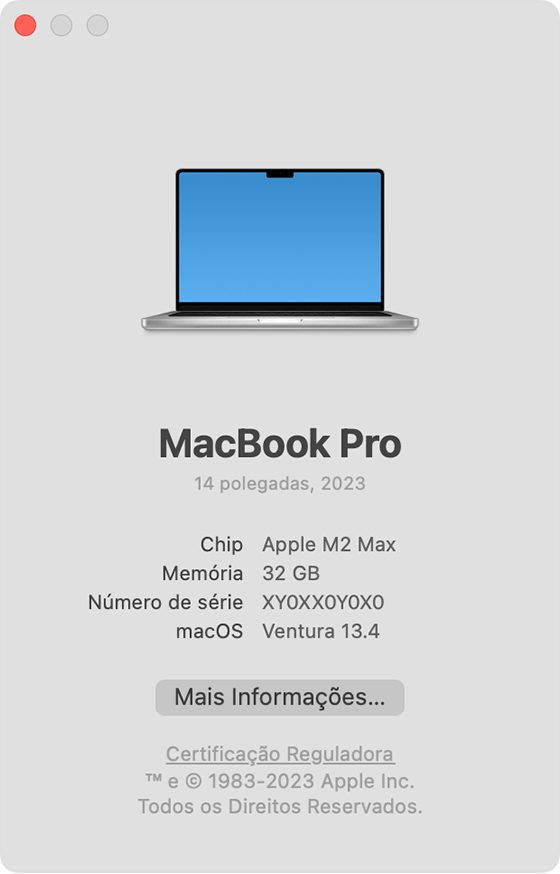 MacBook Pro
14 polegadas, 2023
Chip Apple M2 Max
Memória 32 GB
Número de série XY0XX0Y0X0
macOS Ventura 13.4
Mais Informações...
Certificação Reguladora
™ e © 1983-2023 Apple Inc.
Todos os Direitos Reservados.